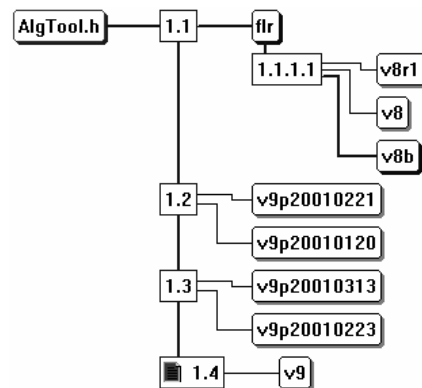 AlgTool.h 1.1 flr
1.1.1.1 v8r1
v8
v8b
1.2 v9p20010221
v9p20010120
1.3 v9p20010313
v9p20010223
1.4 v9